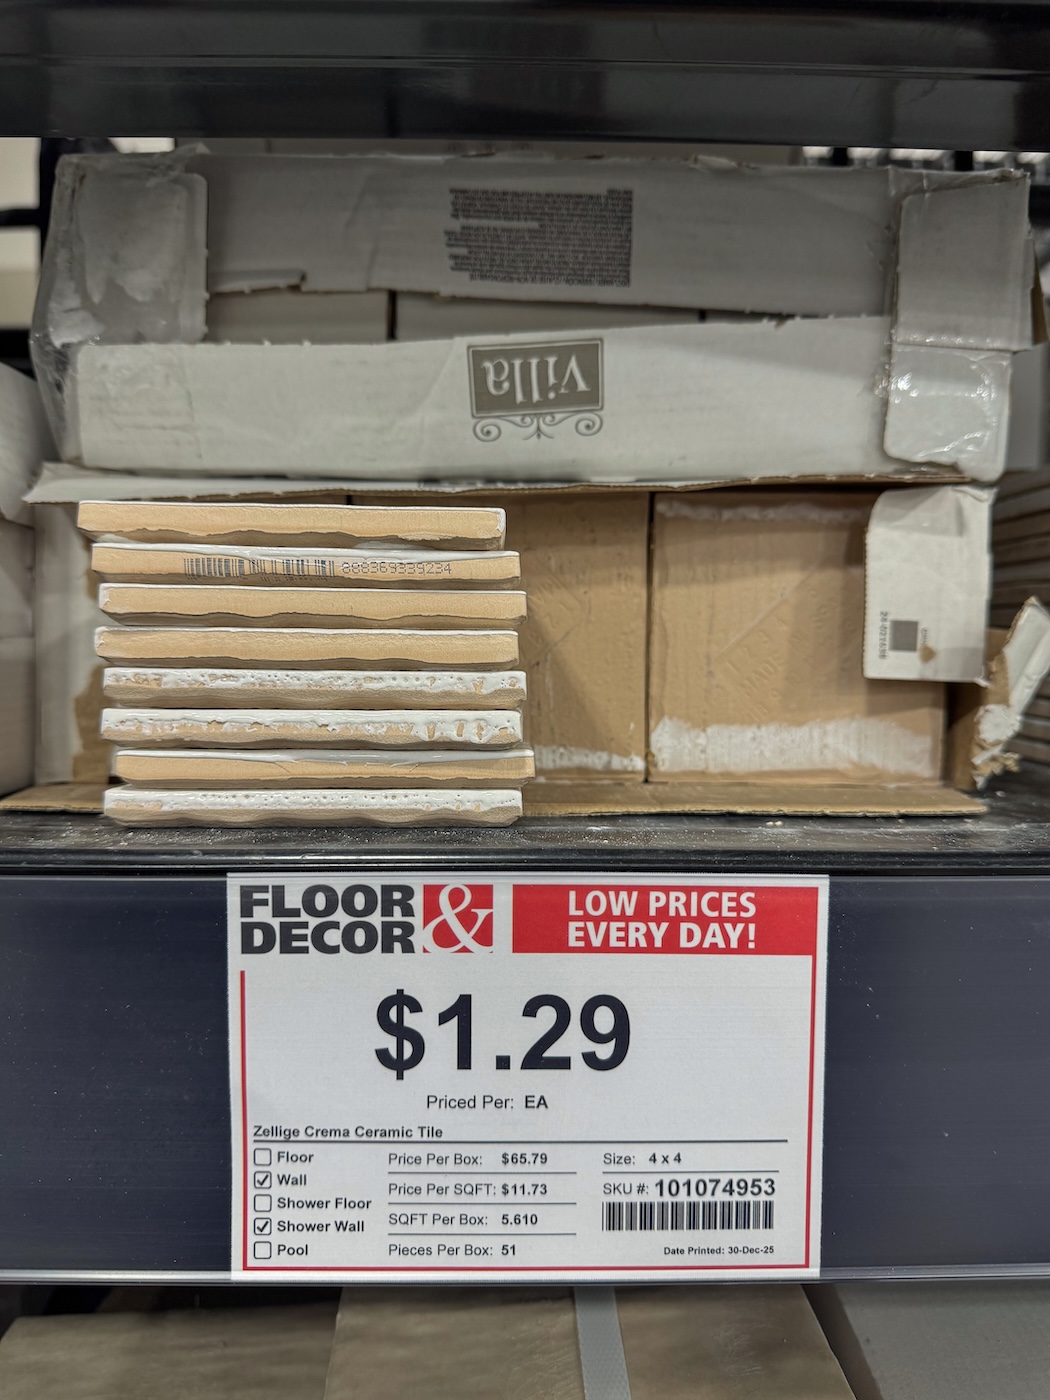 Villa
888369339234
FLOOR & DECOR
LOW PRICES
EVERY DAY!
$1.29
Priced Per: EA
Zellige Crema Ceramic Tile
Floor
Wall
Shower Floor
Shower Wall
Pool
Price Per Box: $65.79
Price Per SQFT: $11.73
SQFT Per Box: 5.610
Pieces Per Box: 51
Size: 4 x 4
SKU #: 101074953
Date Printed: 30-Dec-25